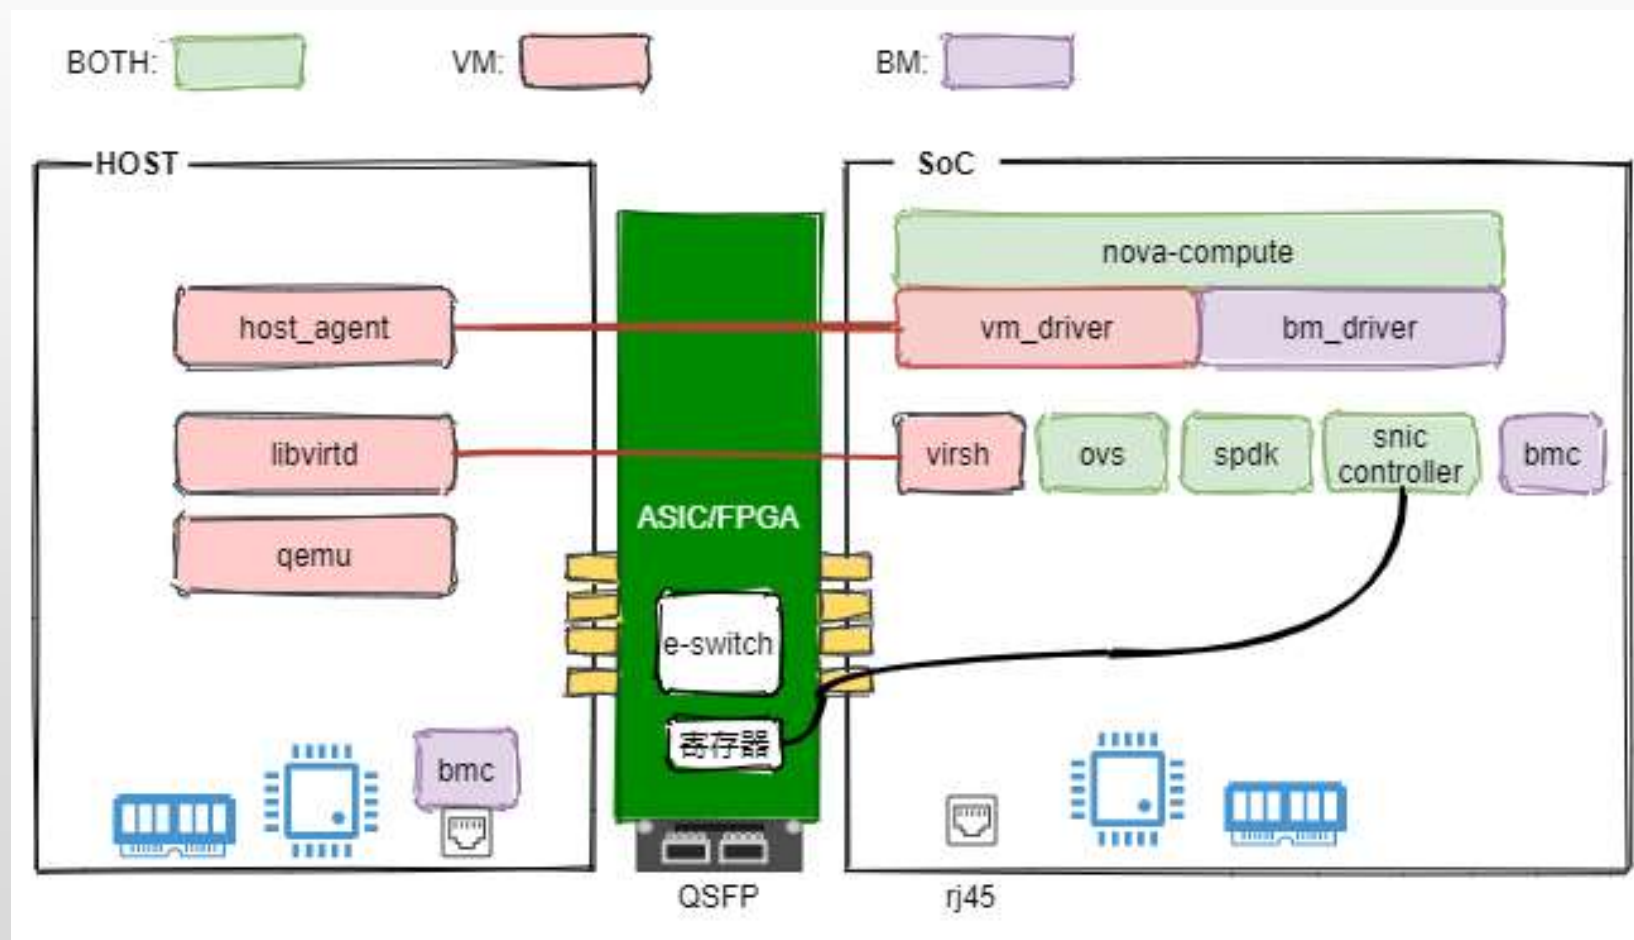 BOTH:
VM:
BM:
HOST
SoC
nova-compute
host_agent
vm_driver
bm_driver
libvirtd
virsh
ovs
spdk
snic
controller
bmc
ASIC/FPGA
qemu
e-switch
寄存器
bmc
QSFP
rj45